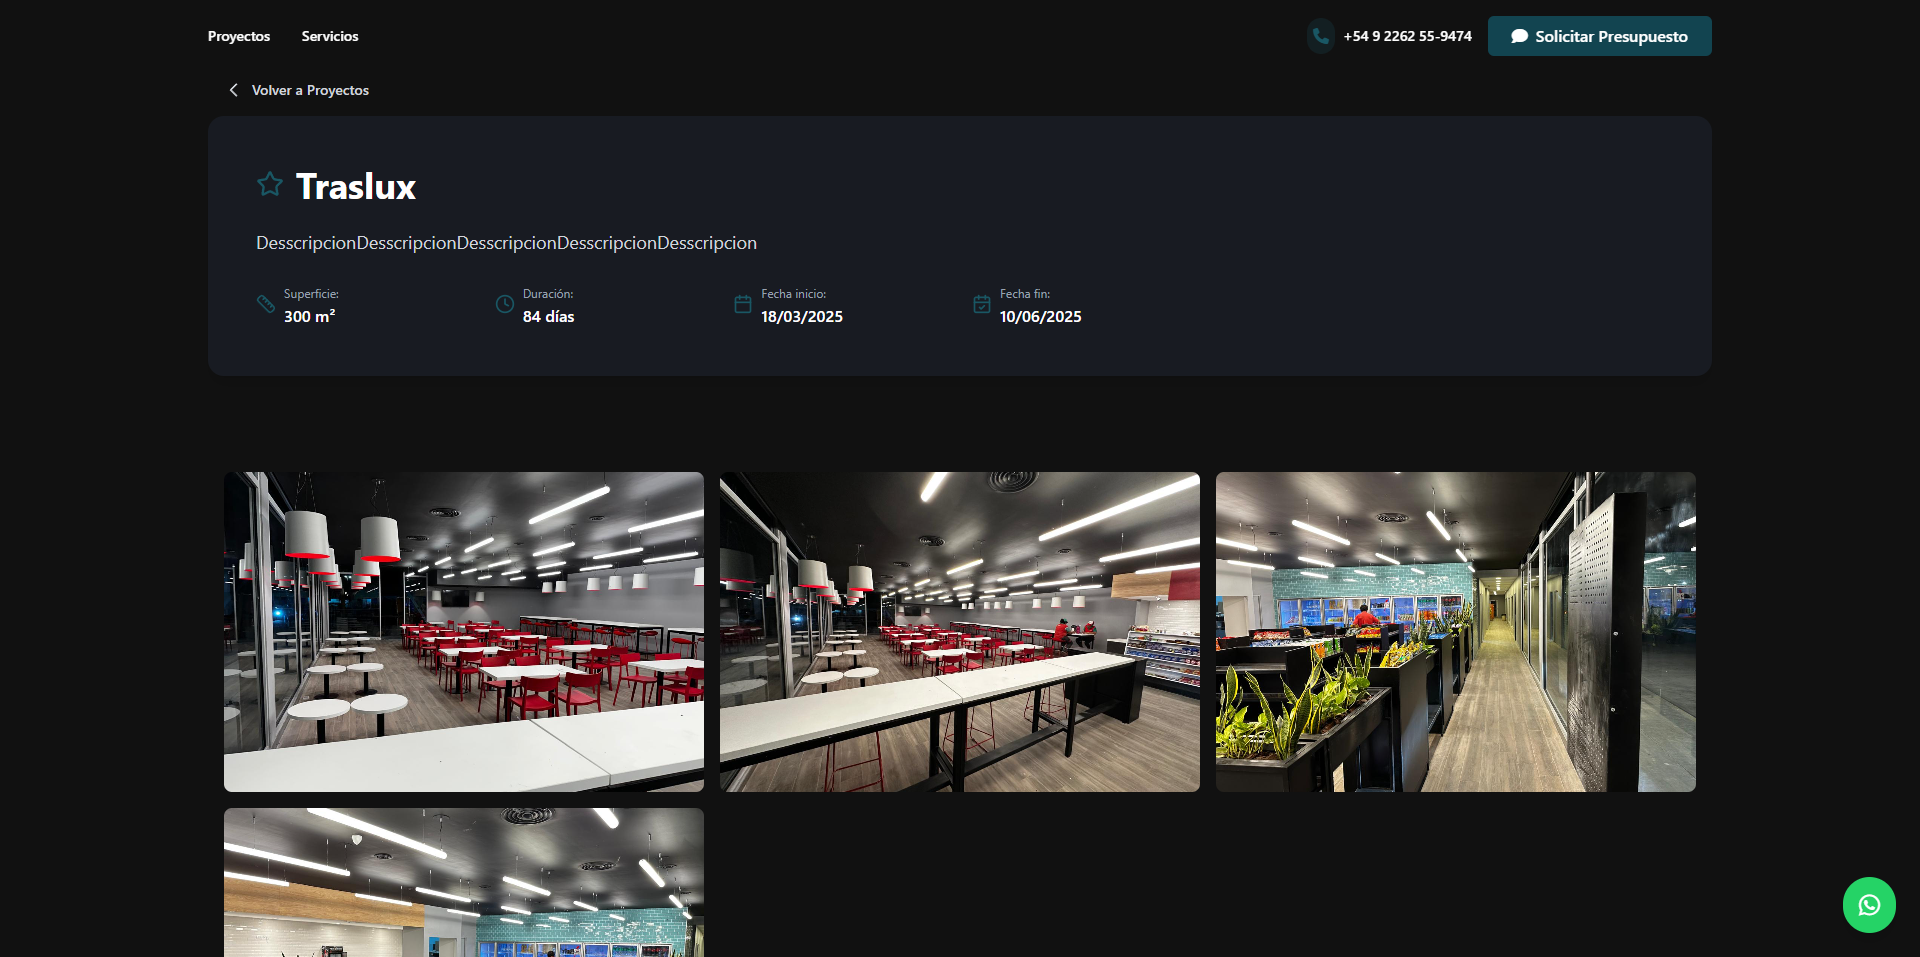 Proyectos
Servicios
+54 9 2262 55-9474
Solicitar Presupuesto
Volver a Proyectos
Traslux
DesscripcionDesscripcionDesscripcionDesscripcionDesscripcion
Superficie:
300 m²
Duración:
84 días
Fecha inicio:
18/03/2025
Fecha fin:
10/06/2025